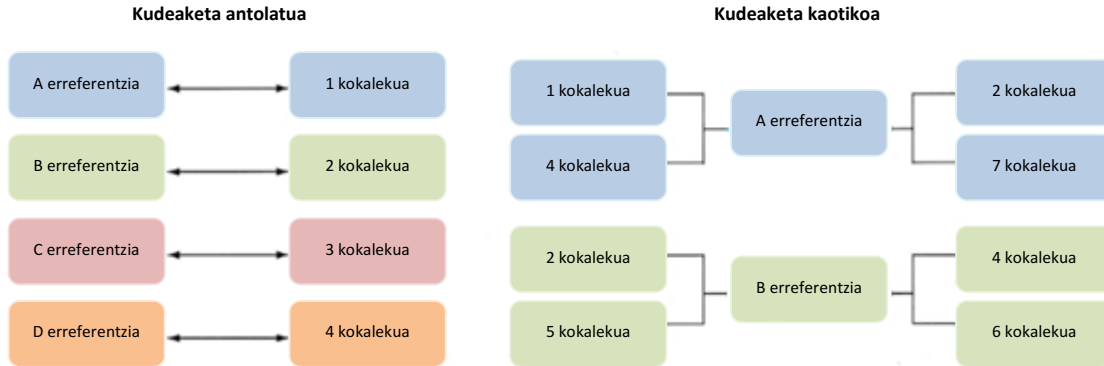 Kudeaketa antolatua
A erreferentzia
1 kokalekua
B erreferentzia
2 kokalekua
C erreferentzia
3 kokalekua
D erreferentzia
4 kokalekua
Kudeaketa kaotikoa
1 kokalekua
4 kokalekua
A erreferentzia
2 kokalekua
7 kokalekua
2 kokalekua
5 kokalekua
B erreferentzia
4 kokalekua
6 kokalekua